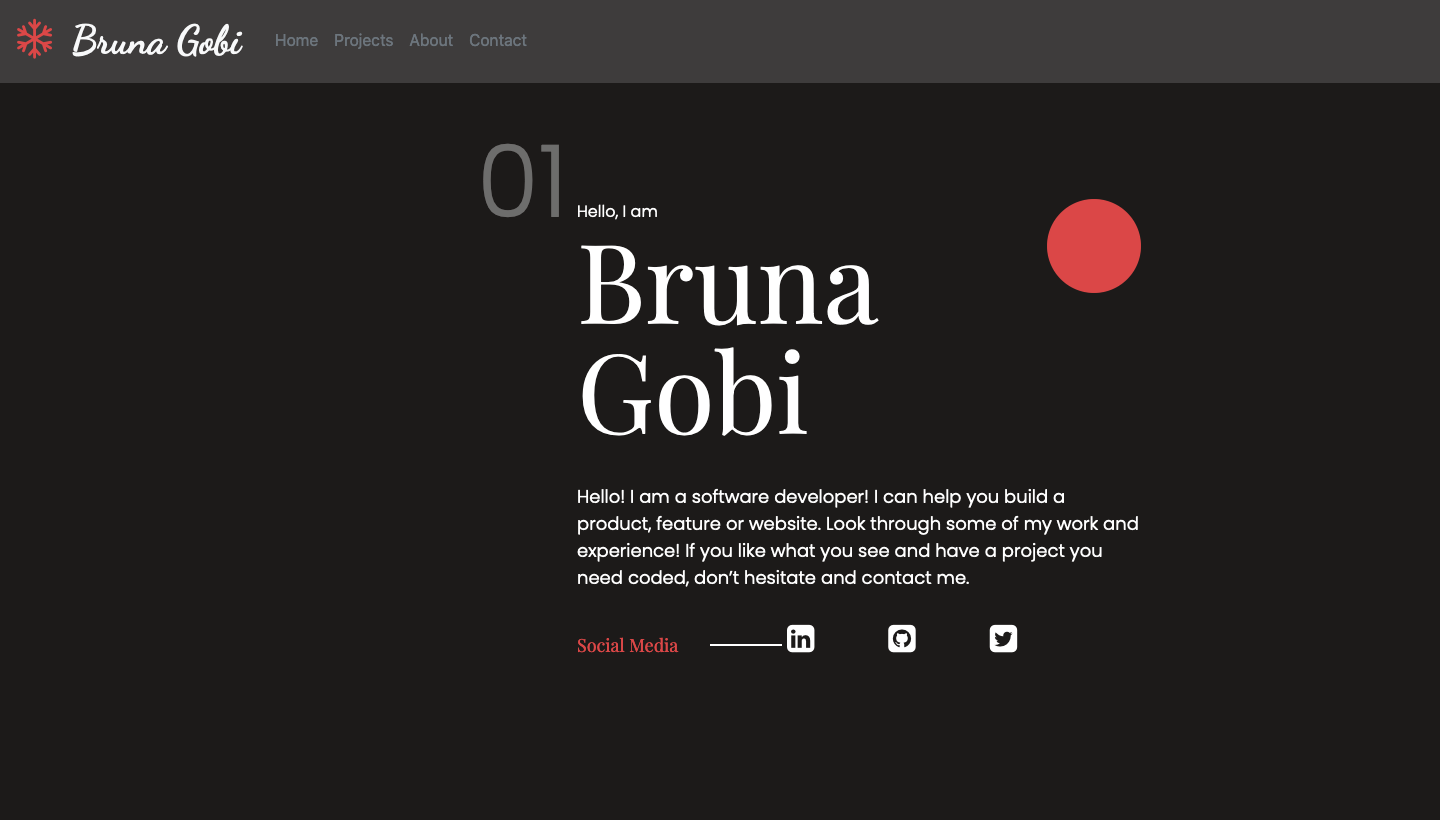 Bruna Gobi
Home Projects About Contact
01
Hello, I am
Bruna
Gobi
Hello! I am a software developer! I can help you build a
product, feature or website. Look through some of my work and
experience! If you like what you see and have a project you
need coded, don’t hesitate and contact me.
Social Media
in